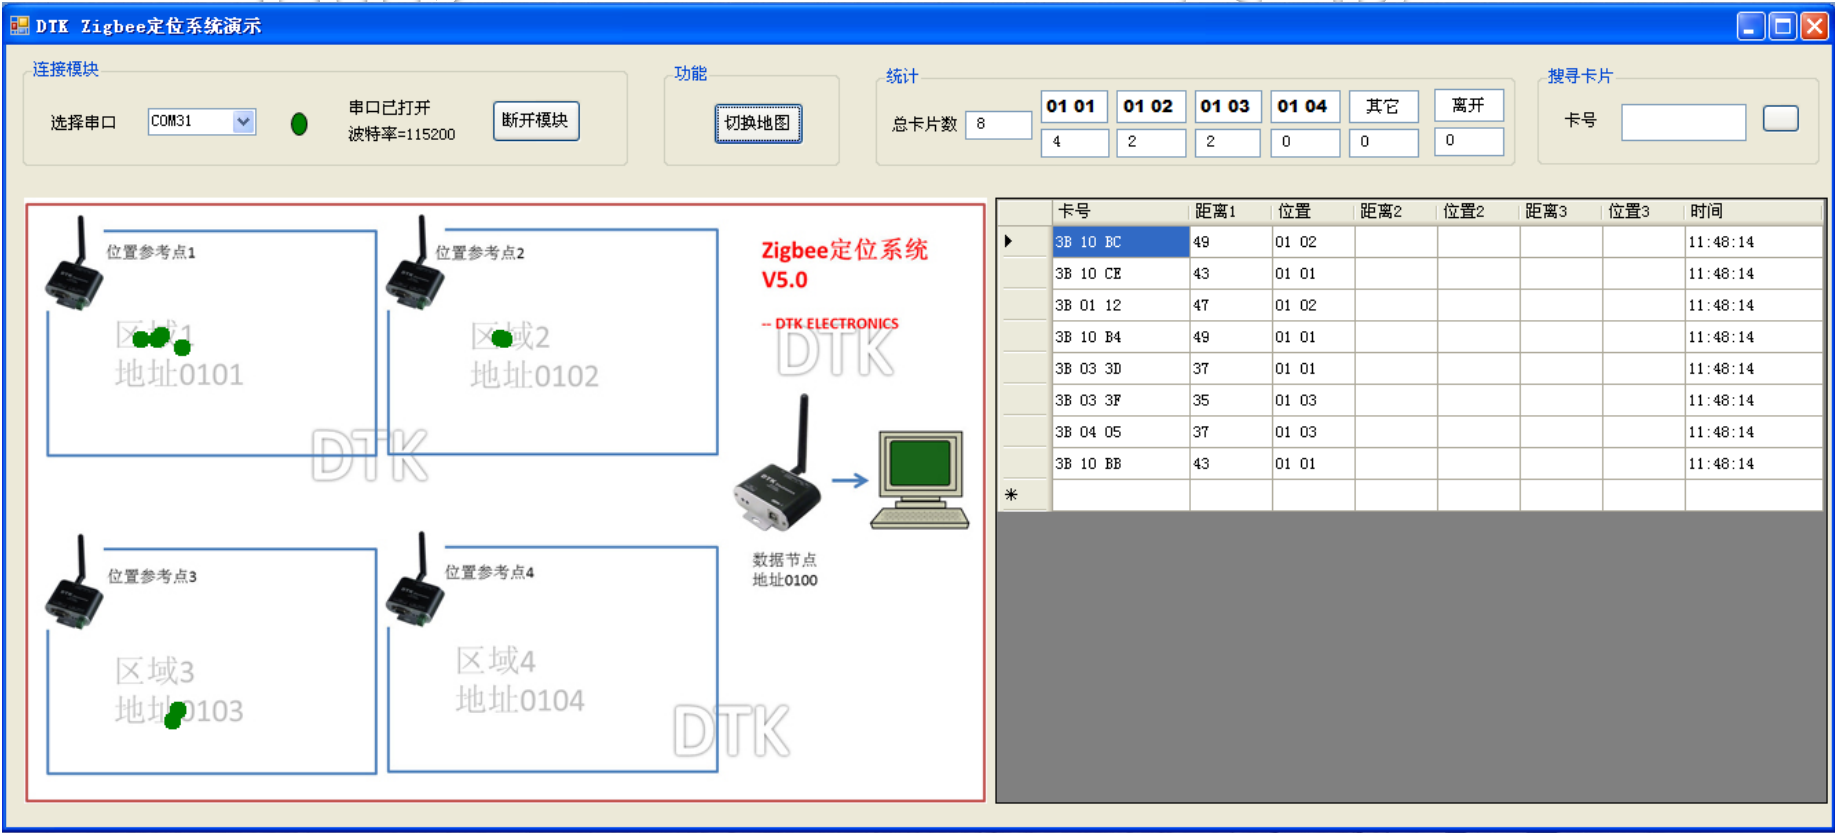 DTK Zigbee定位系统演示
连接模块
选择串口 COM31
串口已打开
波特率=115200
断开模块
功能
切换地图
统计
总卡片数 8
01 01 01 02 01 03 01 04 其它 离开
4 2 2 0 0 0
搜寻卡片
卡号
位置参考点1
区域1
地址0101
位置参考点2
区域2
地址0102
Zigbee定位系统
V5.0
-- DTK ELECTRONICS
DTK
DTK
数据节点
地址0100
位置参考点3
区域3
地址0103
位置参考点4
区域4
地址0104
DTK
卡号 距离1 位置 距离2 位置2 距离3 位置3 时间
3B 10 BC 49 01 02 11:48:14
3B 10 CE 43 01 01 11:48:14
3B 01 12 47 01 02 11:48:14
3B 10 B4 49 01 01 11:48:14
3B 03 3D 37 01 01 11:48:14
3B 03 3F 35 01 03 11:48:14
3B 04 05 37 01 03 11:48:14
3B 10 BB 43 01 01 11:48:14